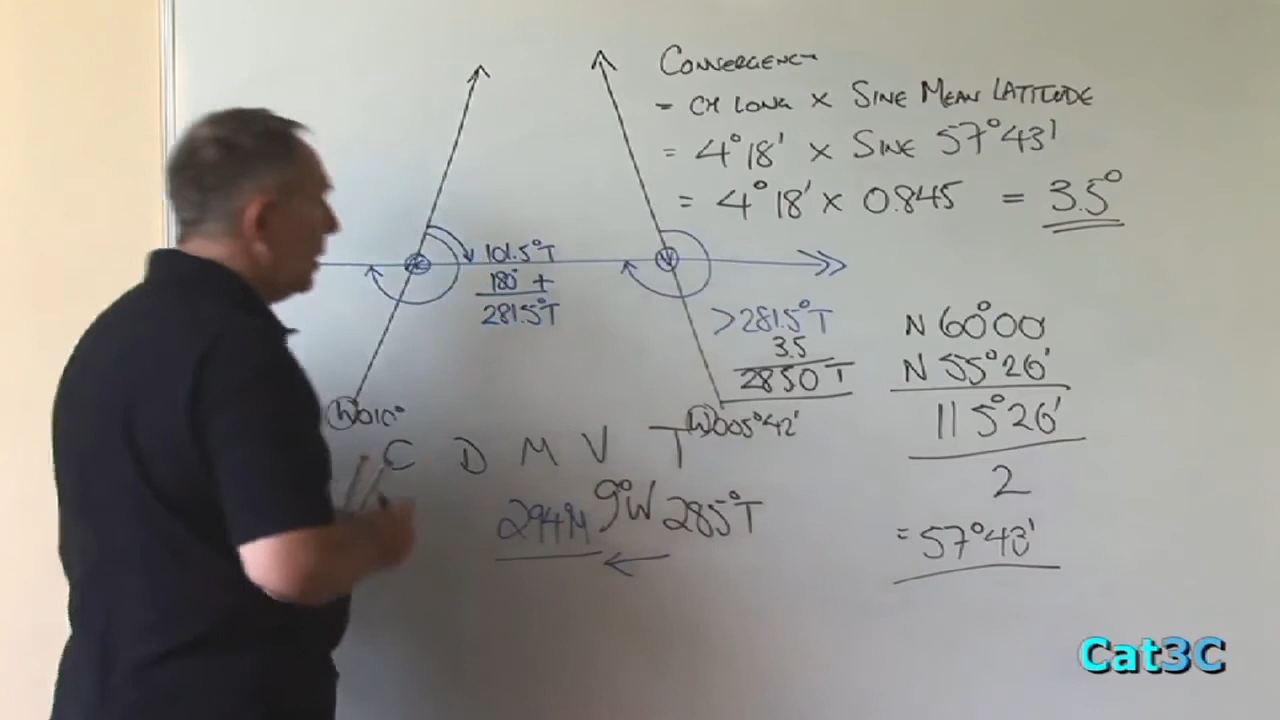 CONVERGENCY
= CH LONG × SINE MEAN LATITUDE
= 4°18' × SINE 57°43'
= 4°18' × 0.845 = 3.5°
101.5°T
180° +
281.5°T
>281.5°T
3.5
2850 T
N 60°00
N 55°26'
115°26'
2
= 57°43'
W010°
W005°42'
C D M V T
294M 9°W 285°T
Cat3C